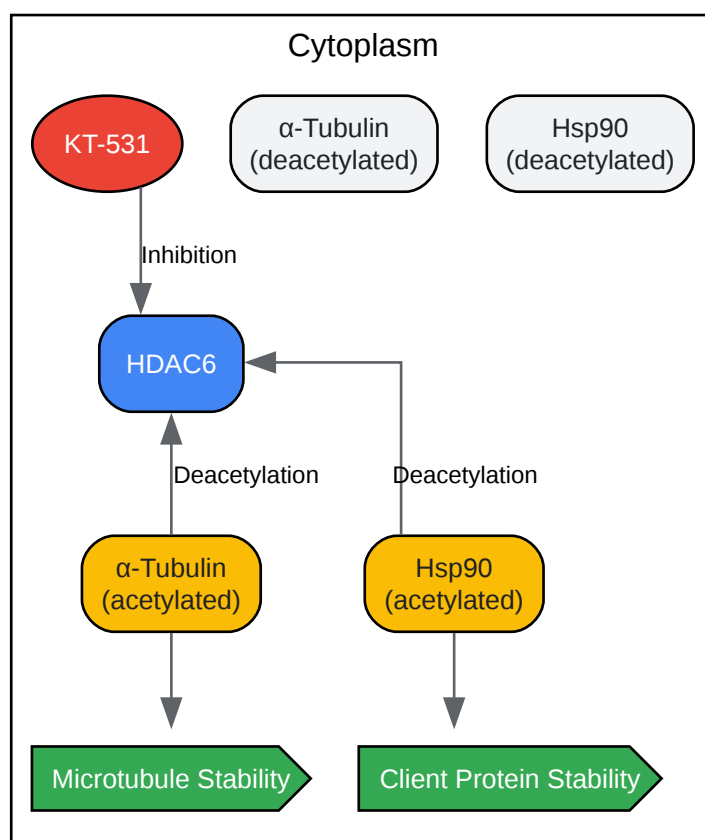 Cytoplasm
KT-531
α-Tubulin
(deacetylated)
Hsp90
(deacetylated)
Inhibition
HDAC6
Deacetylation
Deacetylation
α-Tubulin
(acetylated)
Hsp90
(acetylated)
Microtubule Stability
Client Protein Stability